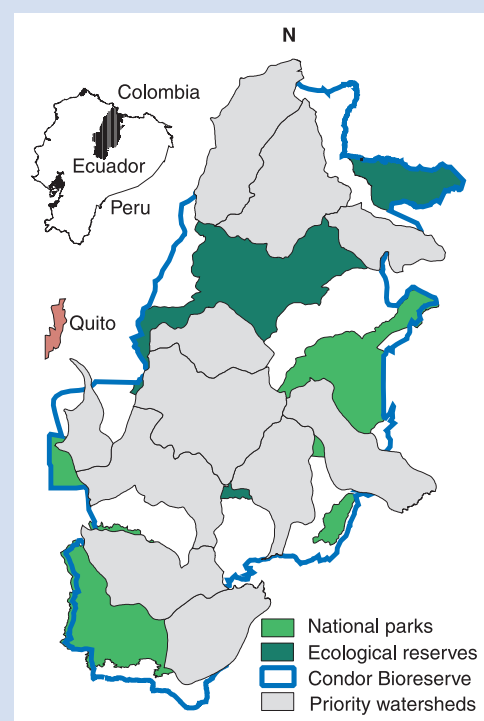 N
Colombia
Ecuador
Peru
Quito
National parks
Ecological reserves
Condor Bioreserve
Priority watersheds